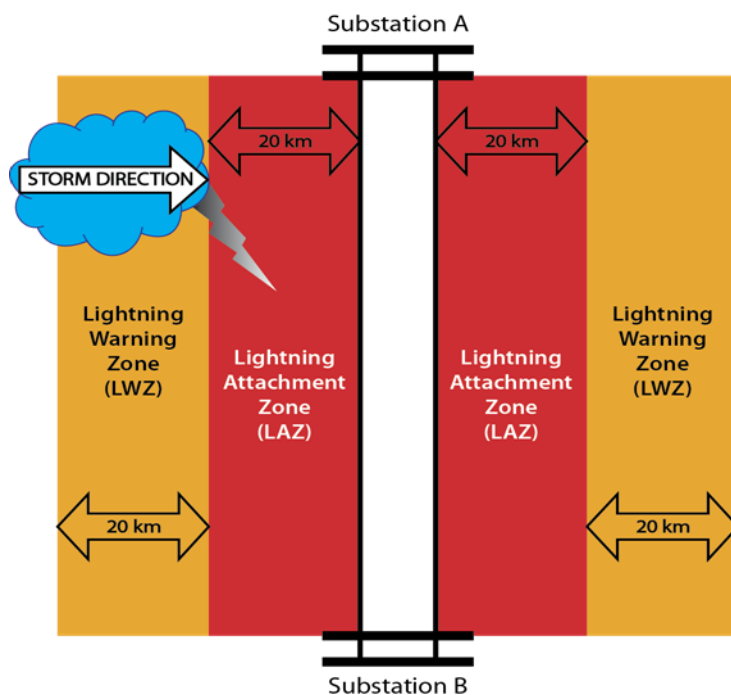 Substation A
20 km
20 km
STORM DIRECTION
Lightning
Warning
Zone
(LWZ)
Lightning
Attachment
Zone
(LAZ)
Lightning
Attachment
Zone
(LAZ)
Lightning
Warning
Zone
(LWZ)
20 km
20 km
Substation B